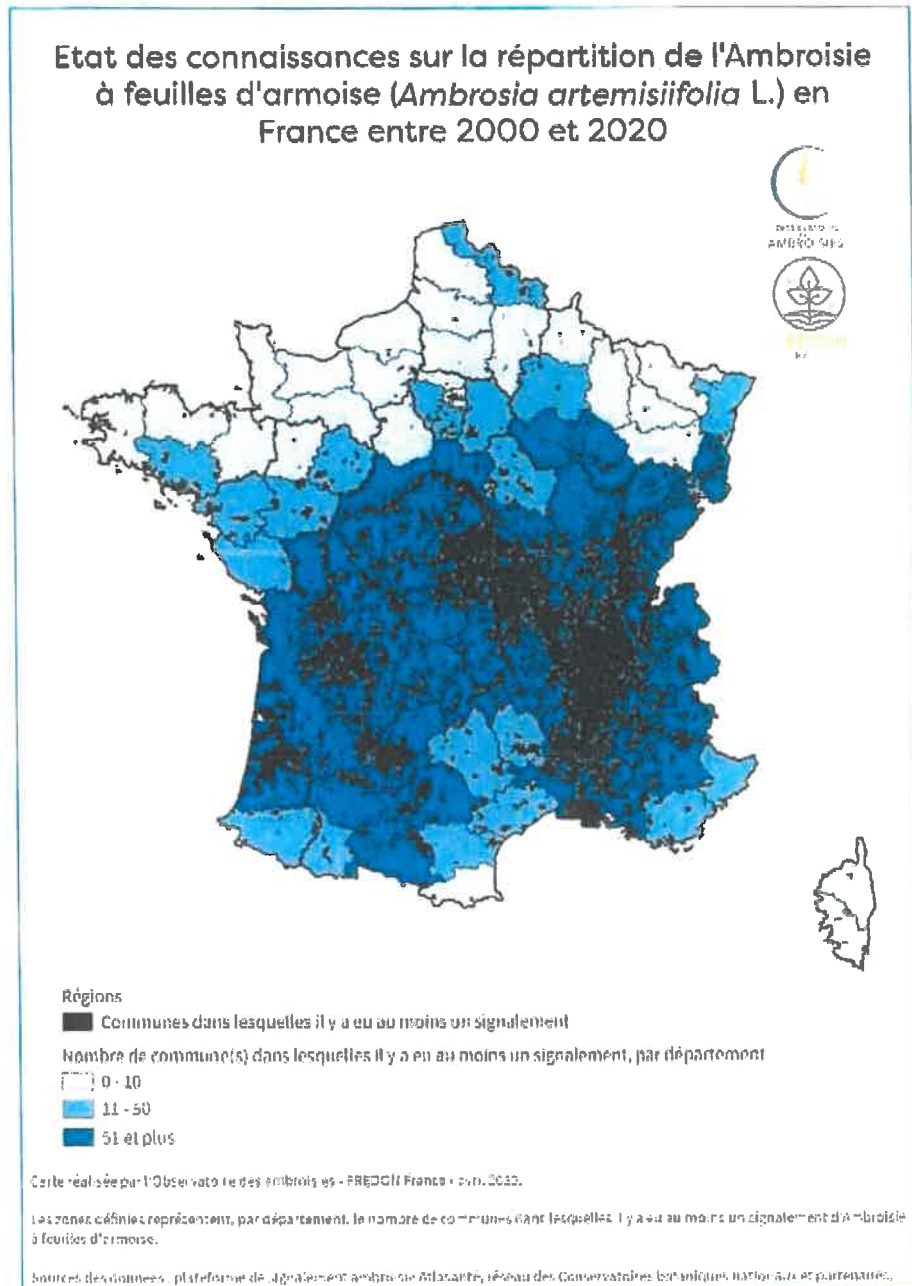 Etat des connaissances sur la répartition de l'Ambroisie
à feuilles d'armoise (Ambrosia artemisiifolia L.) en
France entre 2000 et 2020
AMBROISIES
Régions
Communes dans lesquelles il y a eu au moins un signalement
Nombre de commune(s) dans lesquelles il y a eu au moins un signalement, par département
0 - 10
11 - 50
51 et plus
Carte réalisée par l'Observatoire des ambroisies - FREDON France -
Les zones définies représentent, par département, le nombre de communes dans lesquelles il y a eu au moins un signalement d'Ambroisie
à feuilles d'armoise.
Sources des données : plateforme de signalement ambroisie Atlasanté, réseau des Conservatoires botaniques nationaux et partenaires,